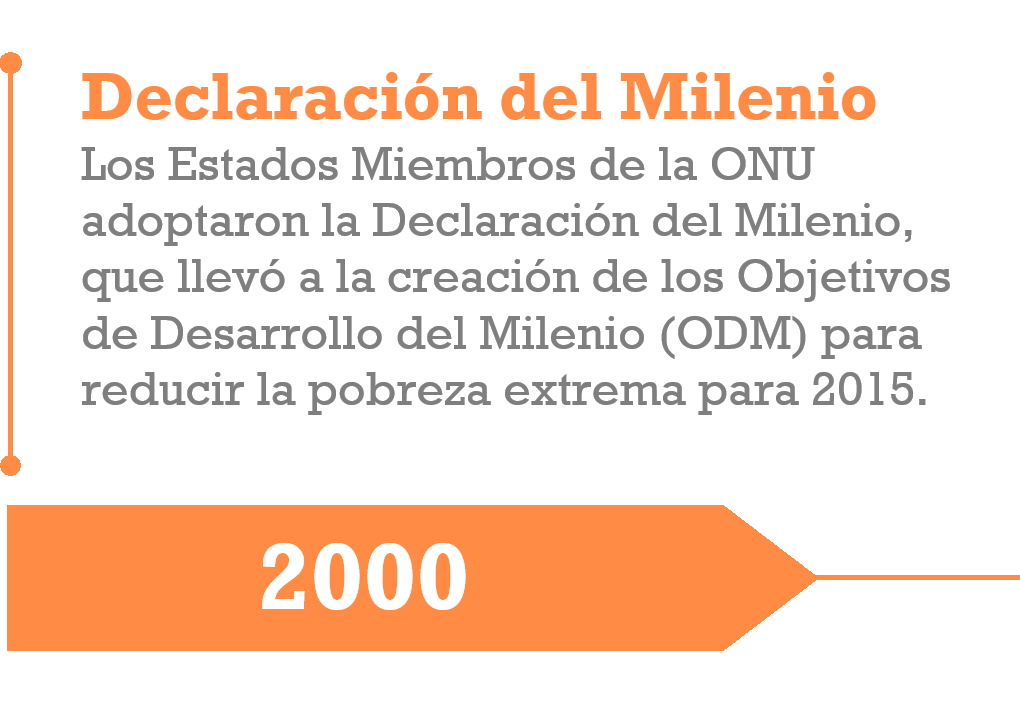 Declaración del Milenio
Los Estados Miembros de la ONU
adoptaron la Declaración del Milenio,
que llevó a la creación de los Objetivos
de Desarrollo del Milenio (ODM) para
reducir la pobreza extrema para 2015.
2000